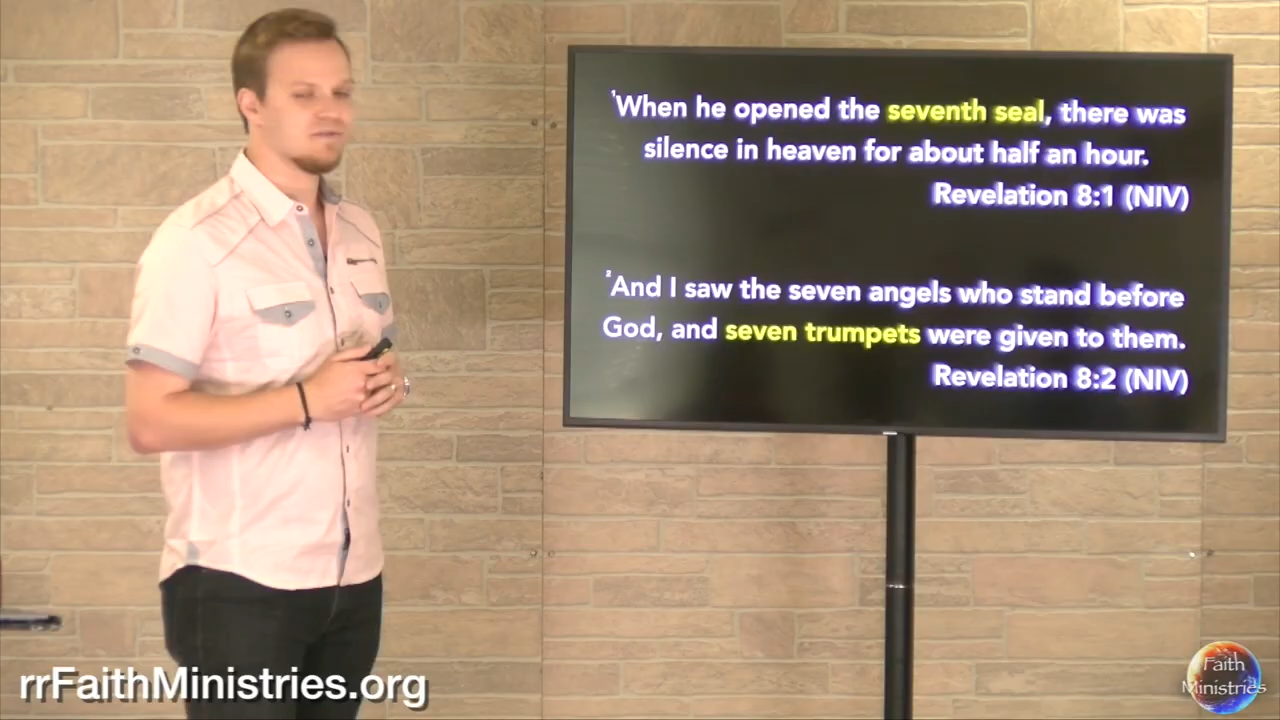 ¹When he opened the seventh seal, there was
silence in heaven for about half an hour.
Revelation 8:1 (NIV)
²And I saw the seven angels who stand before
God, and seven trumpets were given to them.
Revelation 8:2 (NIV)
rrFaithMinistries.org
Faith
Ministries